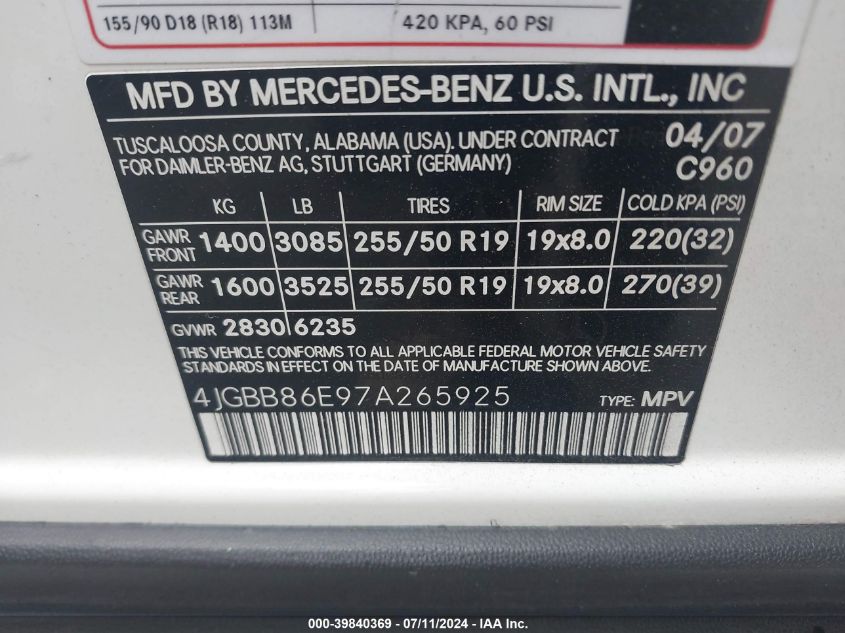 155/90 D18 (R18) 113M 420 KPA, 60 PSI
MFD BY MERCEDES-BENZ U.S. INTL., INC
TUSCALOOSA COUNTY, ALABAMA (USA). UNDER CONTRACT 04/07
FOR DAIMLER-BENZ AG, STUTTGART (GERMANY) C960
KG LB TIRES RIM SIZE COLD KPA (PSI)
GAWR FRONT 1400 3085 255/50 R19 19x8.0 220(32)
GAWR REAR 1600 3525 255/50 R19 19x8.0 270(39)
GVWR 2830 6235
THIS VEHICLE CONFORMS TO ALL APPLICABLE FEDERAL MOTOR VEHICLE SAFETY
STANDARDS IN EFFECT ON THE DATE OF MANUFACTURE SHOWN ABOVE.
4JGBB86E97A265925 TYPE: MPV
000-39840369 - 07/11/2024 - IAA Inc.